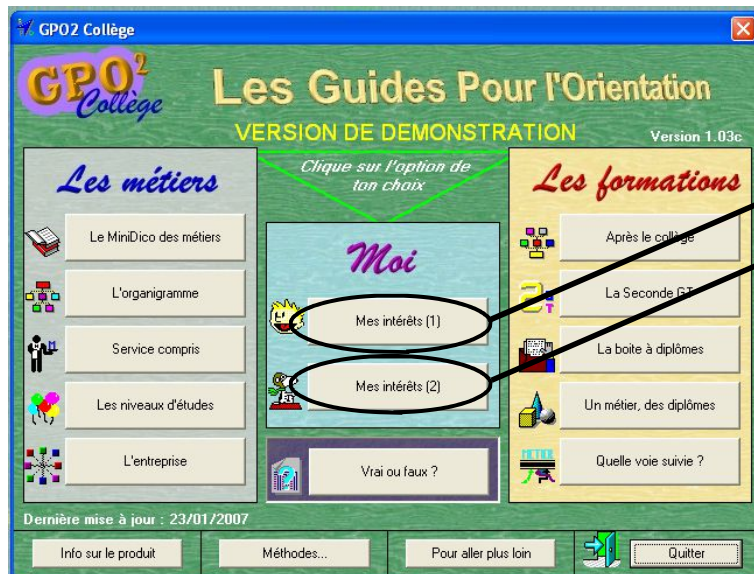 GPO2 Collège
GPO2
Collège
Les Guides Pour l'Orientation
VERSION DE DEMONSTRATION
Version 1.03c
Les métiers
Le MiniDico des métiers
L'organigramme
Service compris
Les niveaux d'études
L'entreprise
Clique sur l'option de
ton choix
Moi
Mes intérêts (1)
Mes intérêts (2)
Vrai ou faux ?
Les formations
Après le collège
La Seconde GT
La boite à diplômes
Un métier, des diplômes
Quelle voie suivie ?
Dernière mise à jour : 23/01/2007
Info sur le produit
Méthodes...
Pour aller plus loin
Quitter